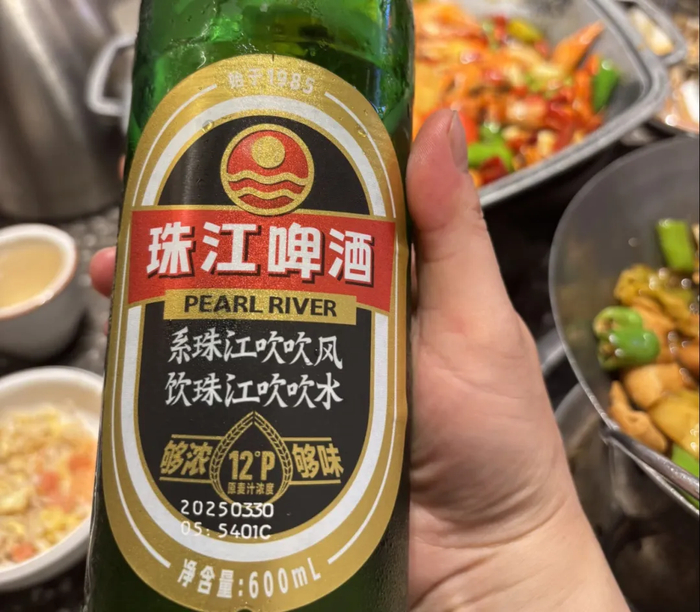 始于1985
珠江啤酒
PEARL RIVER
系珠江吹吹风
饮珠江吹吹水
够浓 12°P 够味
原麦汁浓度
20250330
05:5401C
净含量:600mL